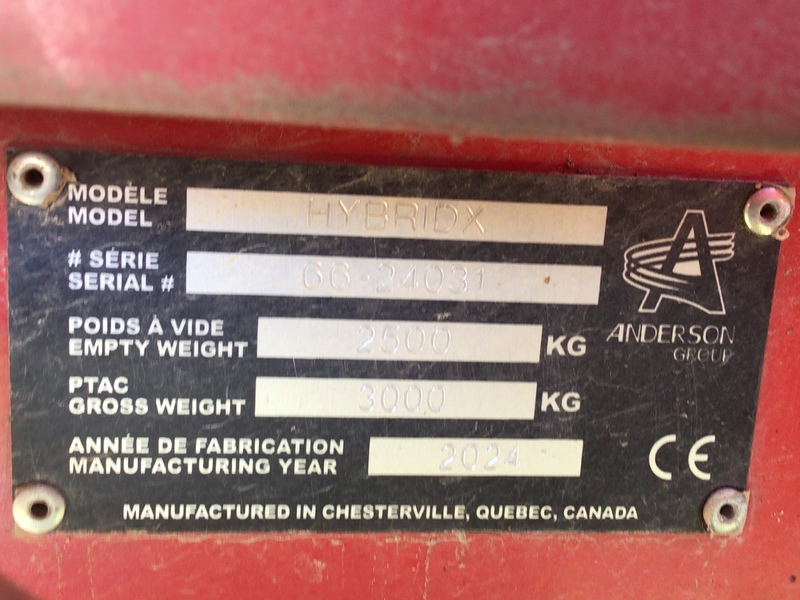 MODÈLE
MODEL
HYBRIDX
# SÉRIE
SERIAL #
66-24031
POIDS À VIDE
EMPTY WEIGHT
2500
KG
PTAC
GROSS WEIGHT
3000
KG
ANNÉE DE FABRICATION
MANUFACTURING YEAR
2024
ANDERSON
GROUP
CE
MANUFACTURED IN CHESTERVILLE, QUEBEC, CANADA